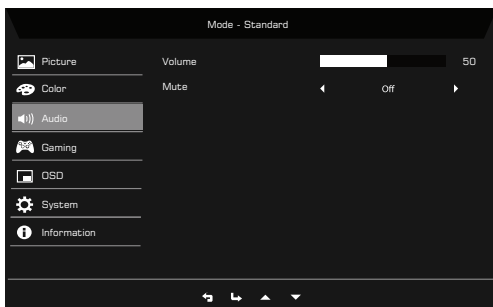 Mode - Standard
Picture
Volume 50
Color
Mute Off
Audio
Gaming
OSD
System
Information